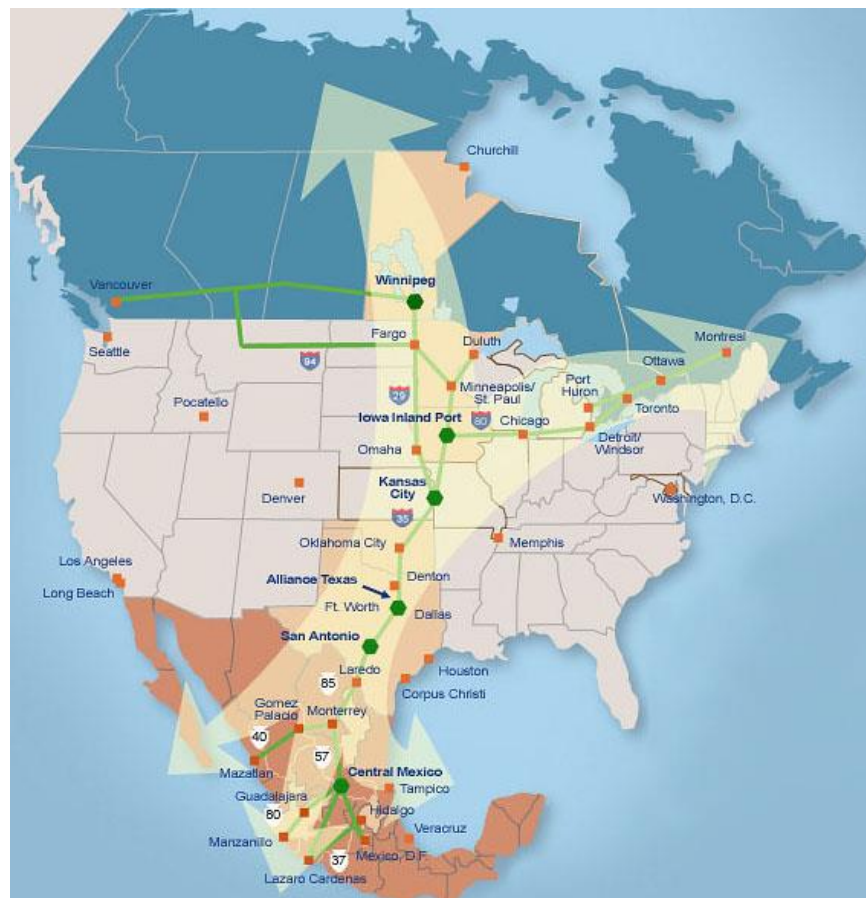 Churchill
Vancouver
Winnipeg
Seattle
Fargo
Duluth
Montreal
94
Ottawa
Pocatello
29
Minneapolis/
St. Paul
Port
Huron
Toronto
Iowa Inland Port
80
Chicago
Detroit/
Windsor
Omaha
Denver
Kansas
City
Washington, D.C.
35
Oklahoma City
Memphis
Los Angeles
Long Beach
Alliance Texas
Denton
Ft. Worth
Dallas
San Antonio
Laredo
Houston
85
Corpus Christi
Gomez
Palacio
Monterrey
40
57
Mazatlan
Central Mexico
Tampico
Guadalajara
80
Hidalgo
Manzanillo
Veracruz
Mexico, D.F.
37
Lazaro Cardenas